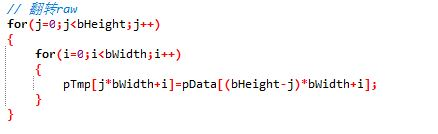 // 翻转raw
for(j=0;j<bHeight;j++)
{
    for(i=0;i<bWidth;i++)
    {
        pTmp[j*bWidth+i]=pData[(bHeight-j)*bWidth+i];
    }
}